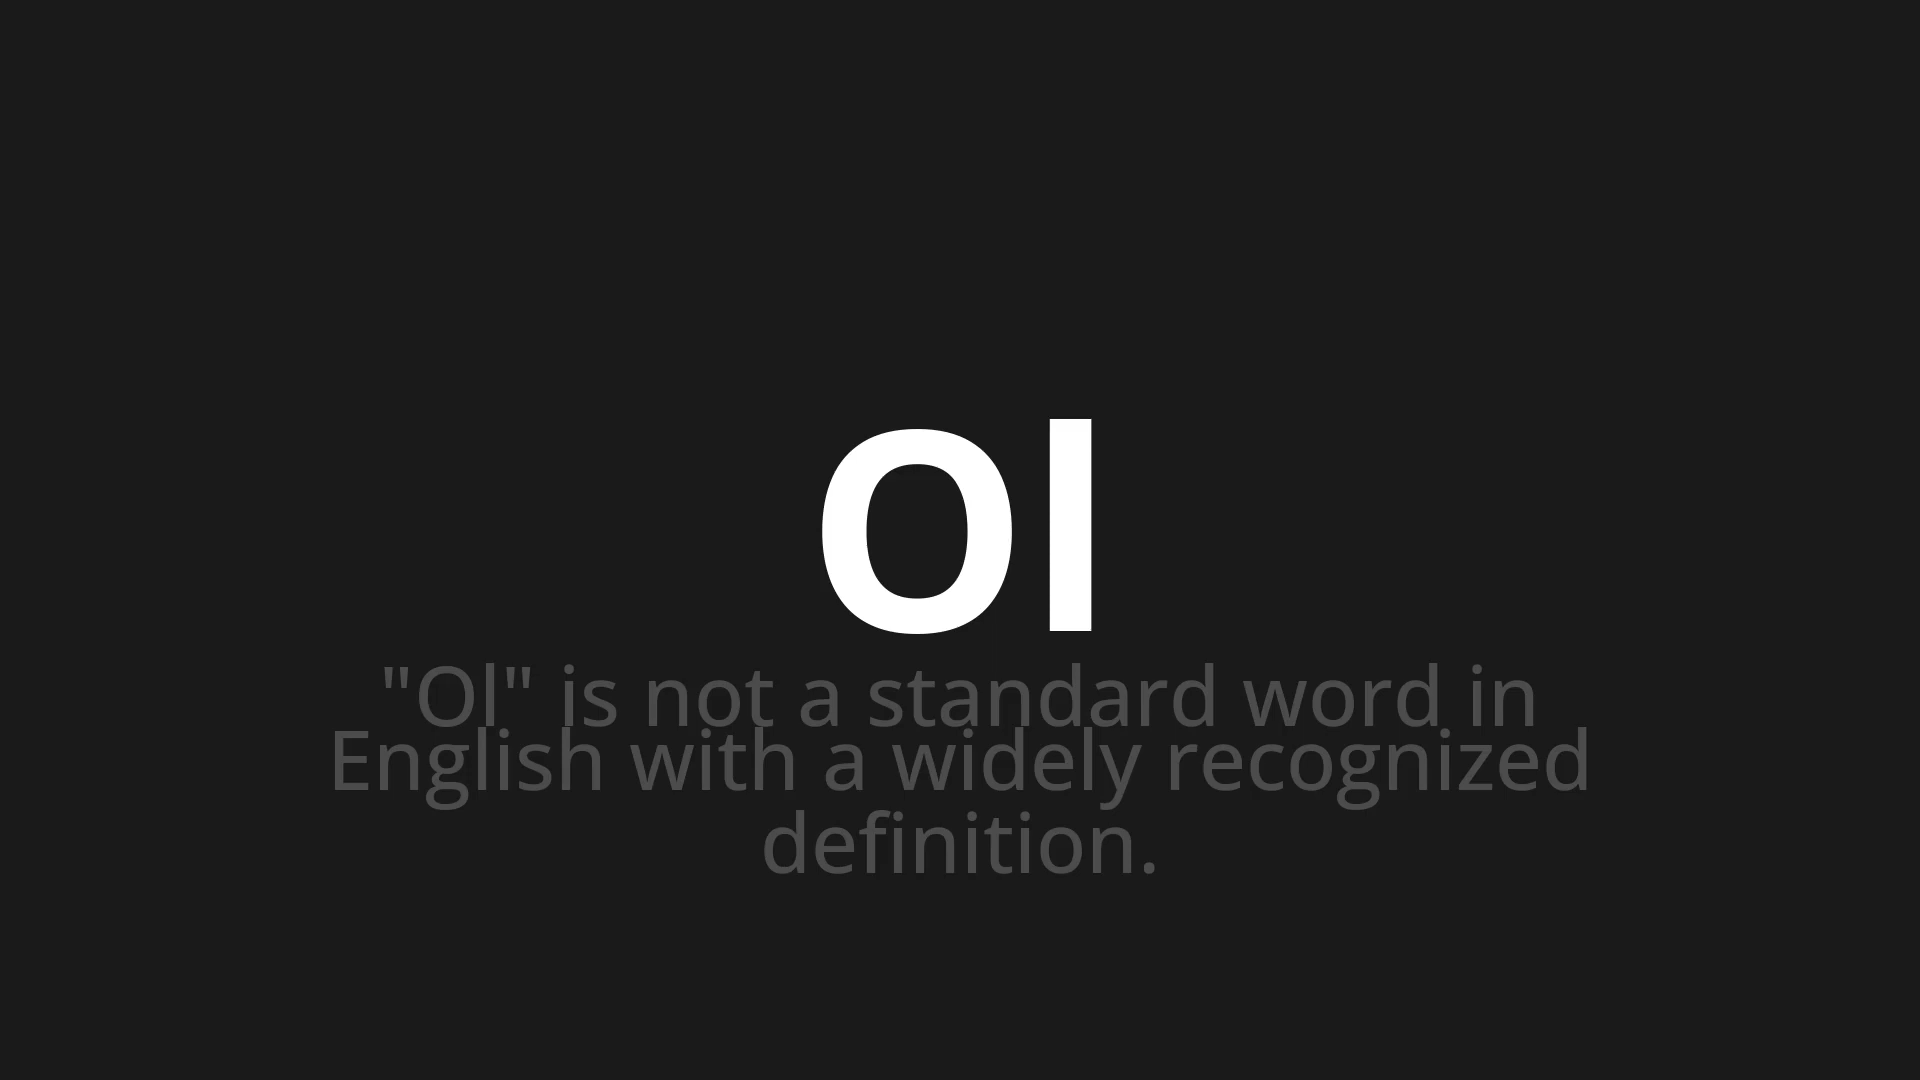 Ol
"Ol" is not a standard word in
English with a widely recognized
definition.